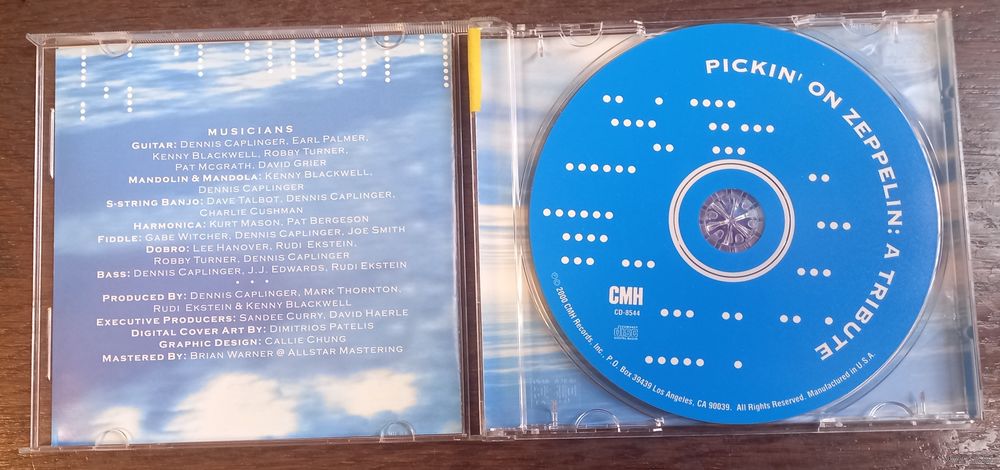 MUSICIANS
GUITAR: DENNIS CAPLINGER, EARL PALMER,
KENNY BLACKWELL, ROBBY TURNER,
PAT MCGRATH, DAVID GRIER
MANDOLIN & MANDOLA: KENNY BLACKWELL,
DENNIS CAPLINGER
5-STRING BANJO: DAVE TALBOT, DENNIS CAPLINGER,
CHARLIE CUSHMAN
HARMONICA: KURT MASON, PAT BERGESON
FIDDLE: GABE WITCHER, DENNIS CAPLINGER, JOE SMITH
DOBRO: LEE HANOVER, RUDI EKSTEIN,
ROBBY TURNER, DENNIS CAPLINGER
BASS: DENNIS CAPLINGER, J.J. EDWARDS, RUDI EKSTEIN
PRODUCED BY: DENNIS CAPLINGER, MARK THORNTON,
RUDI EKSTEIN & KENNY BLACKWELL
EXECUTIVE PRODUCERS: SANDEE CURRY, DAVID HAERLE
DIGITAL COVER ART BY: DIMITRIOS PATELIS
GRAPHIC DESIGN: CALLIE CHUNG
MASTERED BY: BRIAN WARNER @ ALLSTAR MASTERING
PICKIN' ON ZEPPELIN: A TRIBUTE
CMH
CD-8544
COMPACT
disc
DIGITAL AUDIO
℗© 2000 CMH Records, Inc., P.O. Box 39439 Los Angeles, CA 90039. All Rights Reserved. Manufactured in U.S.A.